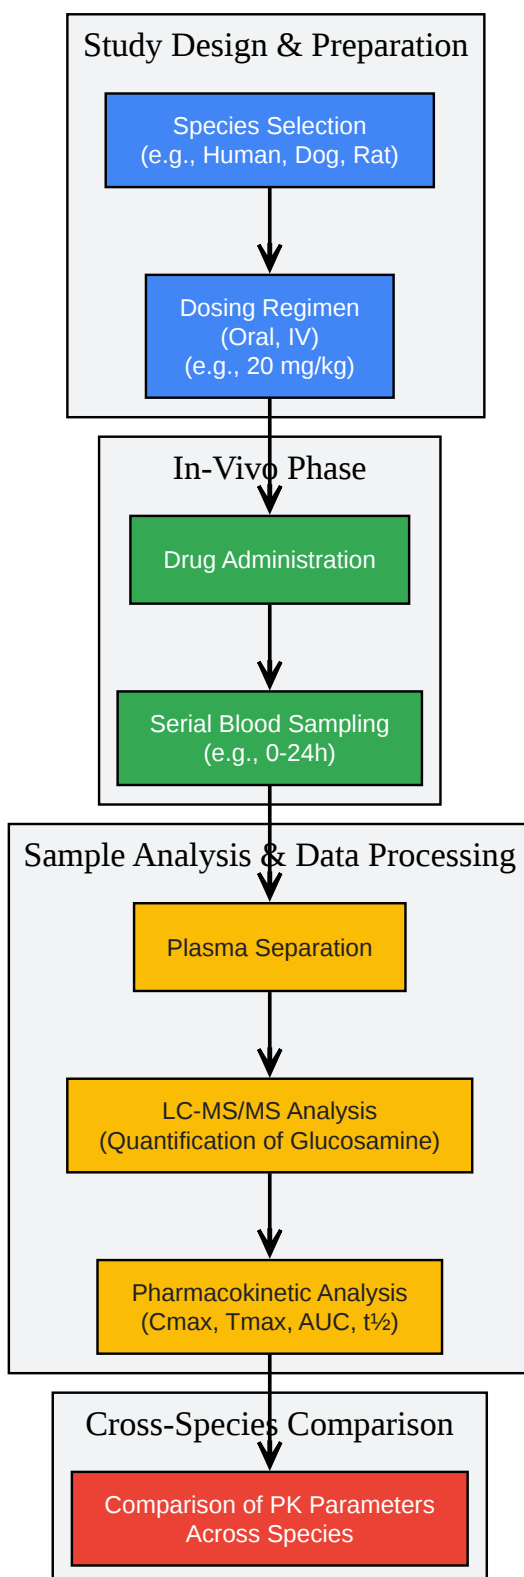 Study Design & Preparation
Species Selection
(e.g., Human, Dog, Rat)
Dosing Regimen
(Oral, IV)
(e.g., 20 mg/kg)
In-Vivo Phase
Drug Administration
Serial Blood Sampling
(e.g., 0-24h)
Sample Analysis & Data Processing
Plasma Separation
LC-MS/MS Analysis
(Quantification of Glucosamine)
Pharmacokinetic Analysis
(Cmax, Tmax, AUC, t½)
Cross-Species Comparison
Comparison of PK Parameters
Across Species